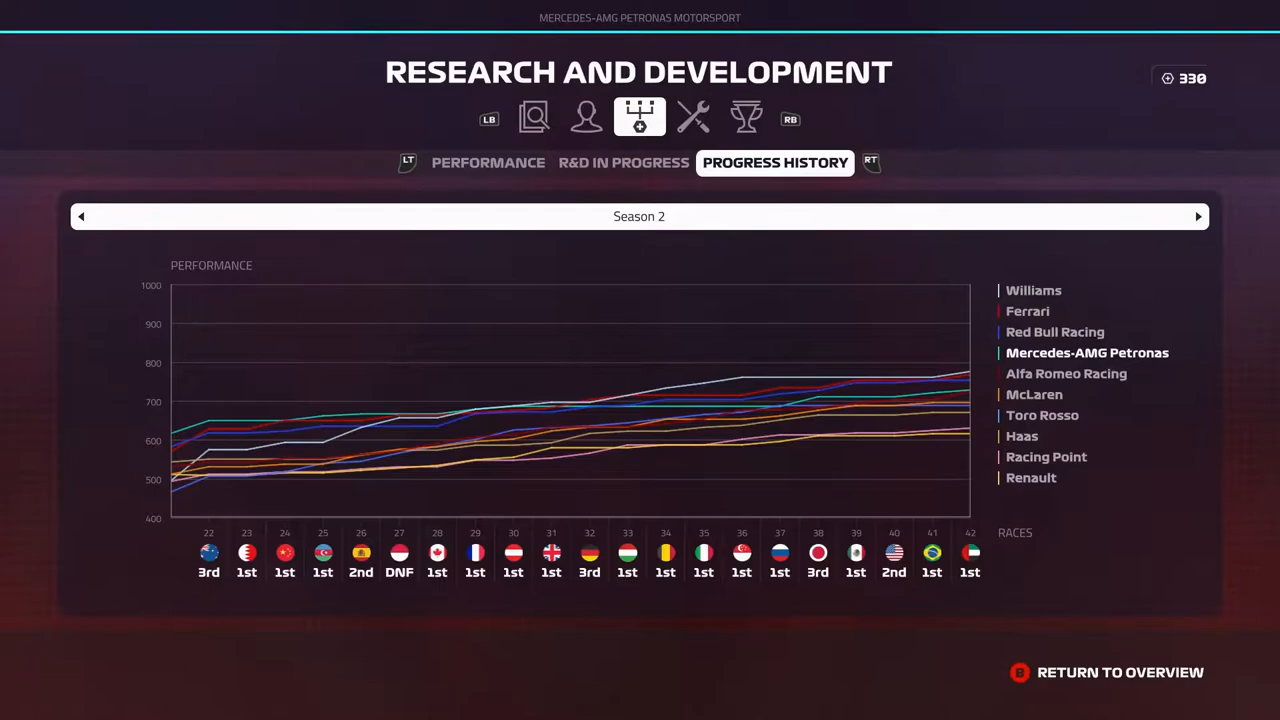 MERCEDES-AMG PETRONAS MOTORSPORT
RESEARCH AND DEVELOPMENT
330
LB RB
LT PERFORMANCE R&D IN PROGRESS PROGRESS HISTORY RT
Season 2
PERFORMANCE
1000
900
800
700
600
500
400
Williams
Ferrari
Red Bull Racing
Mercedes-AMG Petronas
Alfa Romeo Racing
McLaren
Toro Rosso
Haas
Racing Point
Renault
22 23 24 25 26 27 28 29 30 31 32 33 34 35 36 37 38 39 40 41 42 RACES
3rd 1st 1st 1st 2nd DNF 1st 1st 1st 1st 3rd 1st 1st 1st 1st 1st 3rd 1st 2nd 1st 1st
B RETURN TO OVERVIEW